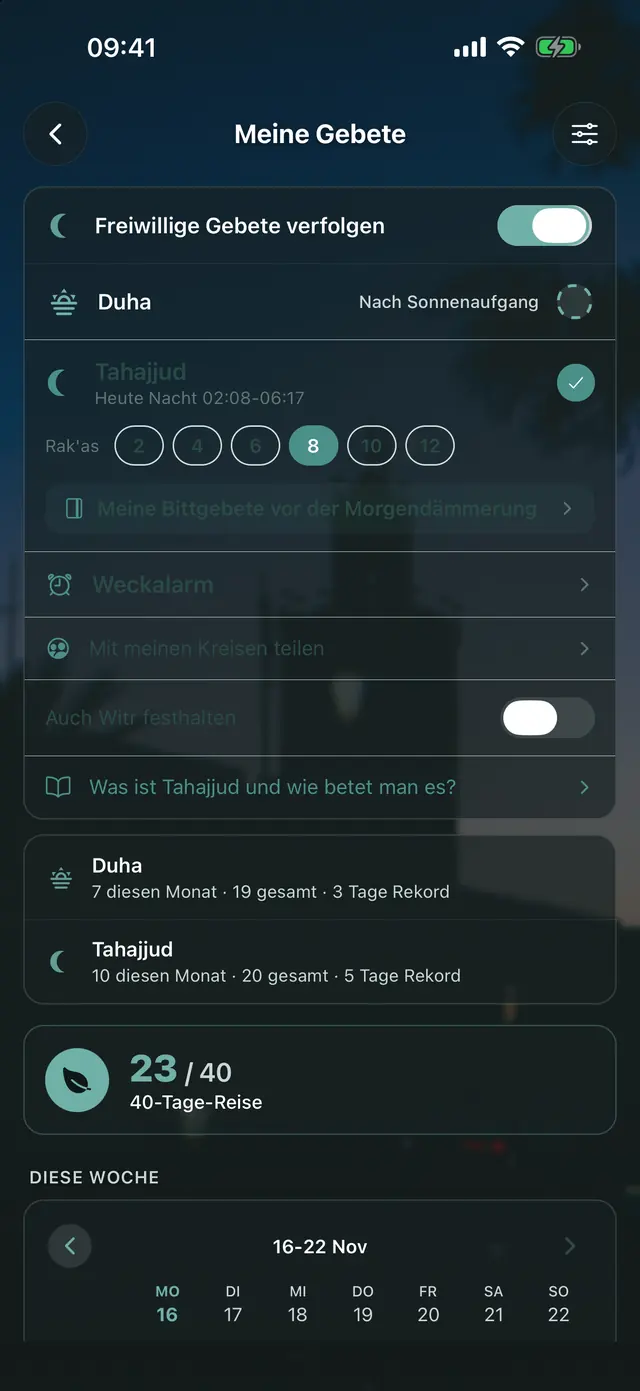 09:41
Meine Gebete
Freiwillige Gebete verfolgen
Duha
Nach Sonnenaufgang
Tahajjud
Heute Nacht 02:08-06:17
Rak'as 2 4 6 8 10 12
Meine Bittgebete vor der Morgendämmerung
Weckalarm
Mit meinen Kreisen teilen
Auch Witr festhalten
Was ist Tahajjud und wie betet man es?
Duha
7 diesen Monat · 19 gesamt · 3 Tage Rekord
Tahajjud
10 diesen Monat · 20 gesamt · 5 Tage Rekord
23 / 40
40-Tage-Reise
DIESE WOCHE
16-22 Nov
MO DI MI DO FR SA SO
16 17 18 19 20 21 22